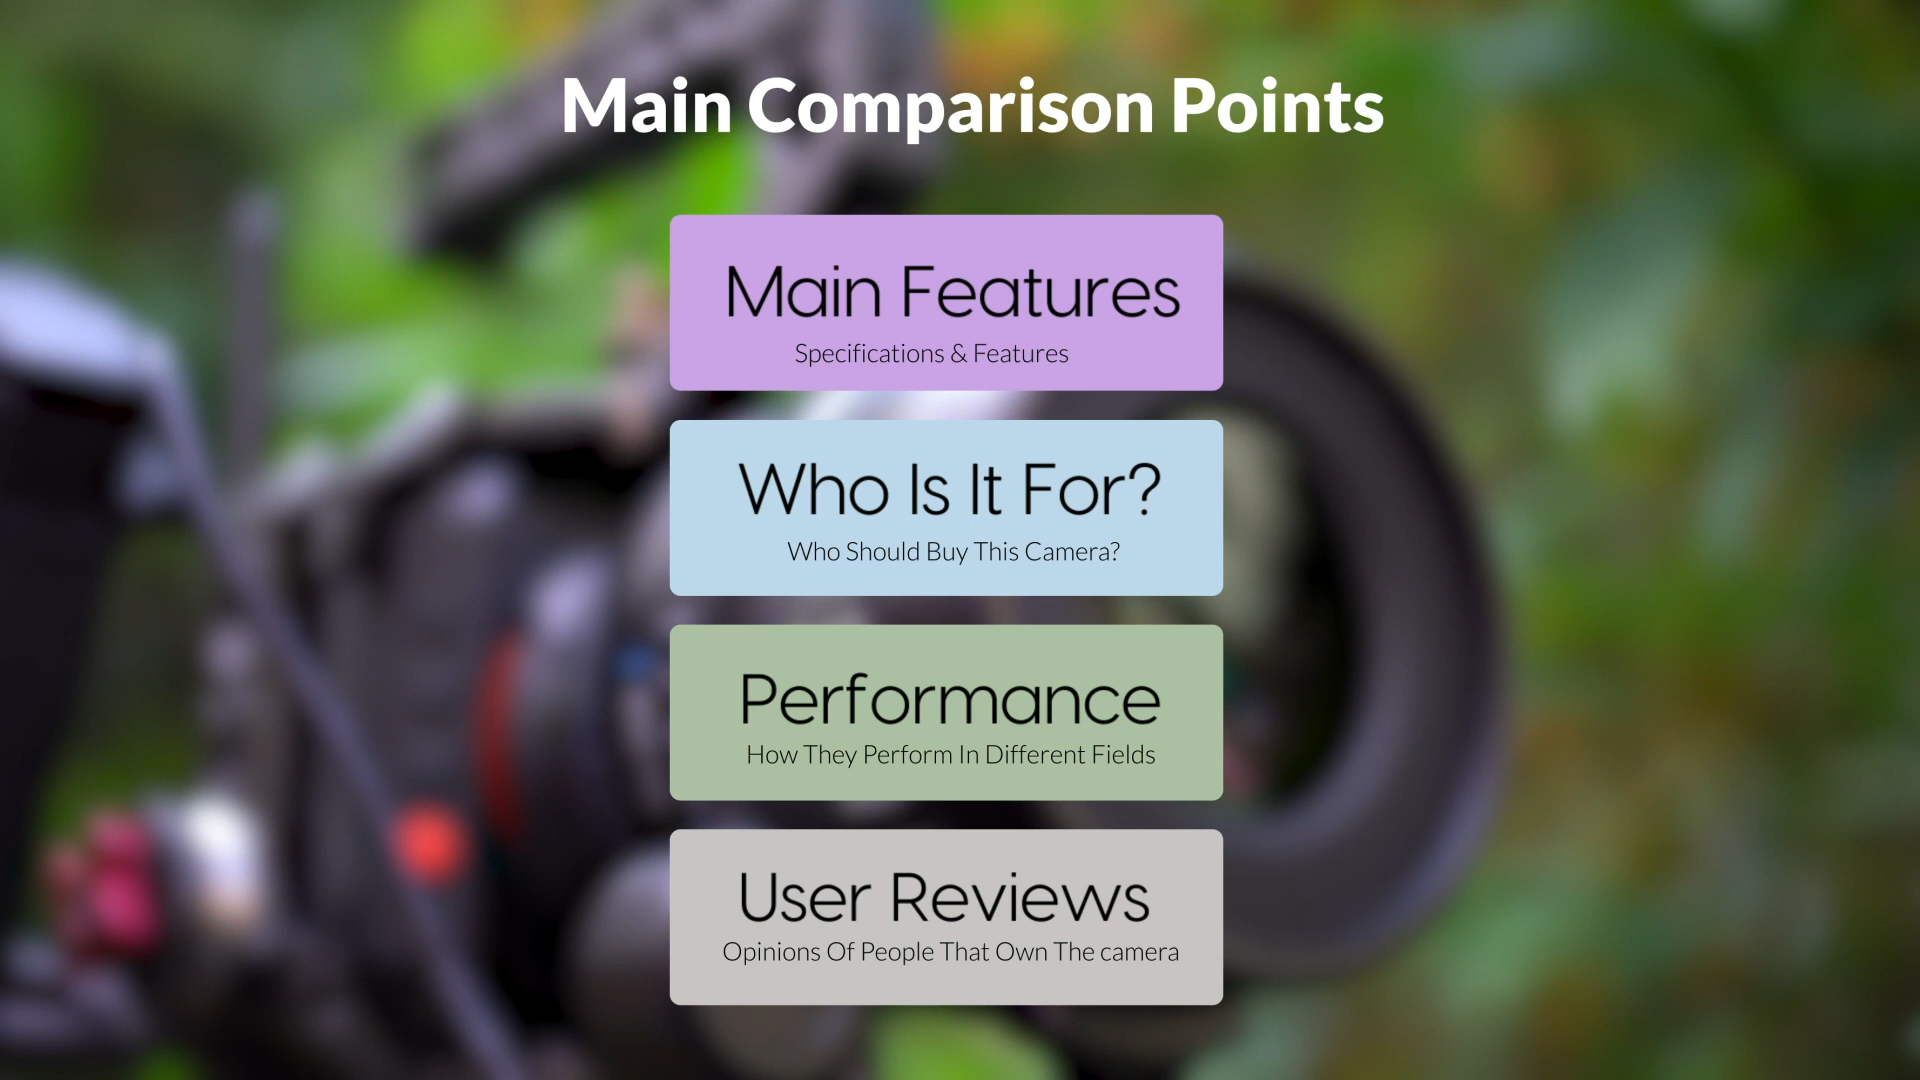 Main Comparison Points
Main Features
Specifications & Features
Who Is It For?
Who Should Buy This Camera?
Performance
How They Perform In Different Fields
User Reviews
Opinions Of People That Own The camera